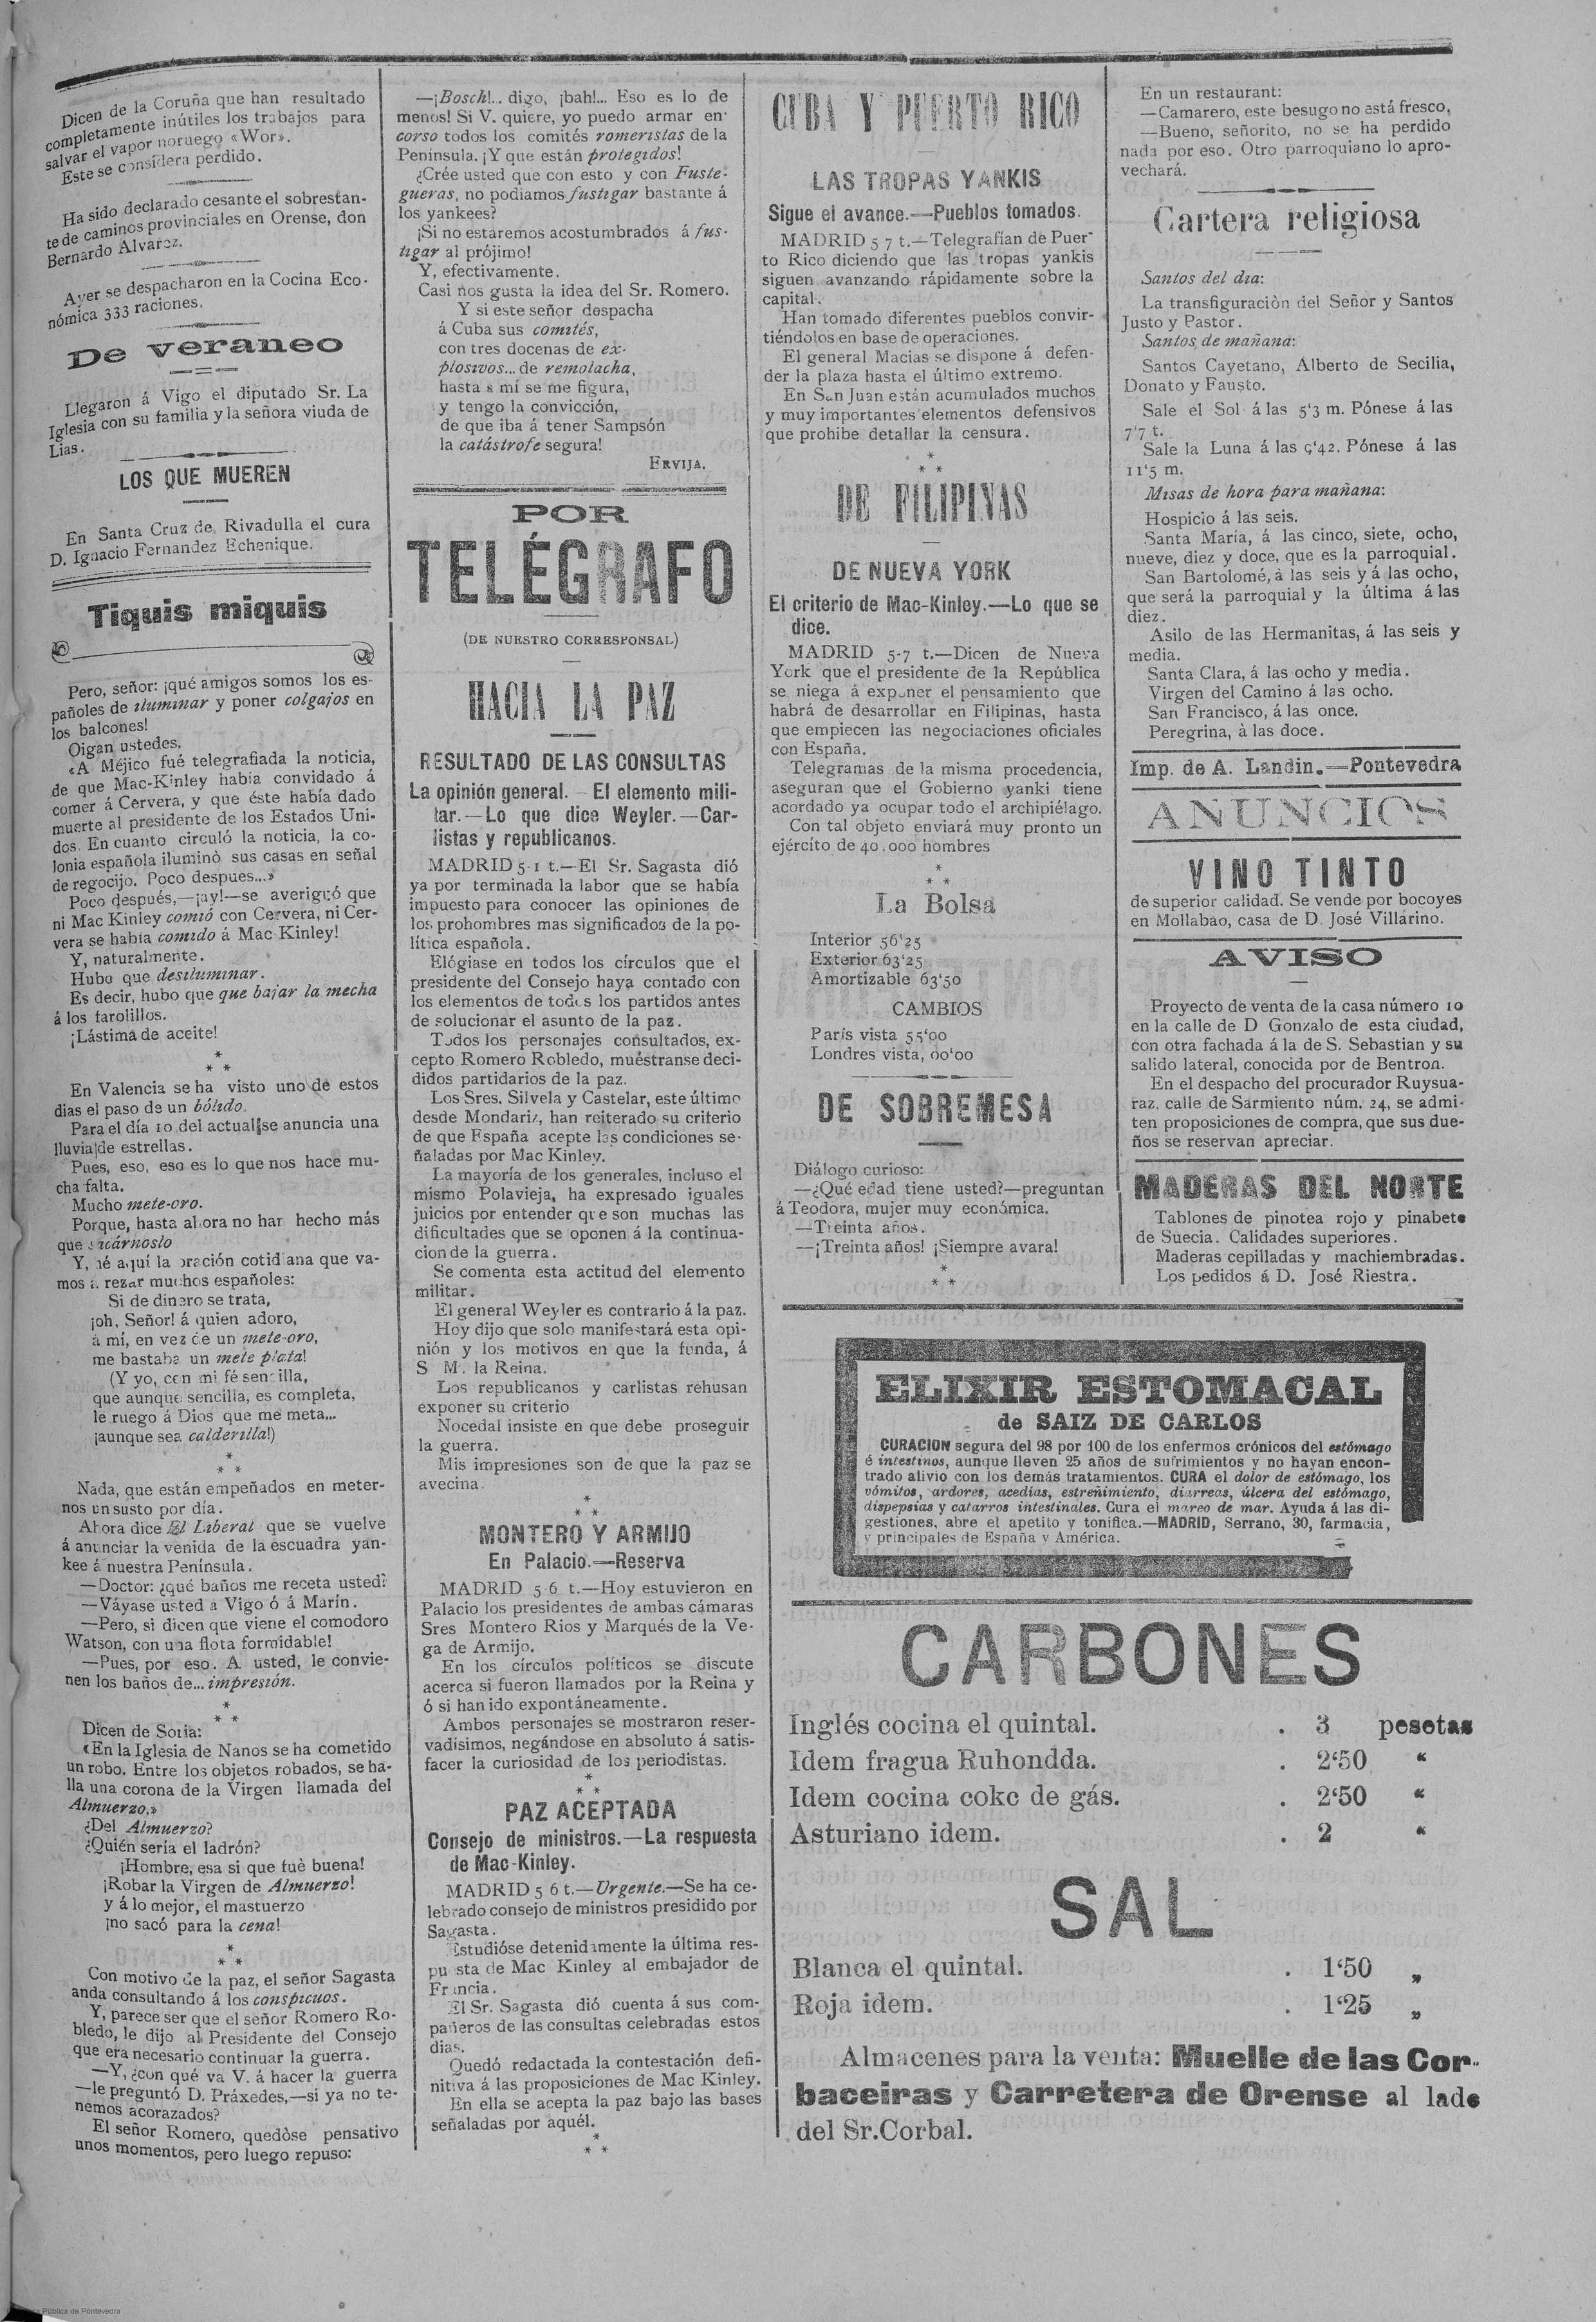 Dicen de la Coruña que han resultado
completamente inútiles los trabajos para
salvar el vapor noruego «Wor».
Este se considera perdido.
Ha sido declarado cesante el sobrestan-
te de caminos provinciales en Orense, don
Bernardo Alvarez.
Ayer se despacharon en la Cocina Eco-
nómica 333 raciones.
De veraneo
Llegaron á Vigo el diputado Sr. La
Iglesia con su familia y la señora viuda de
Lias.
LOS QUE MUEREN
En Santa Cruz de Rivadulla el cura
D. Ignacio Fernandez Echenique.
Tiquis miquis
Pero, señor: ¡qué amigos somos los es-
pañoles de iluminar y poner colgajos en
los balcones!
Oigan ustedes.
«A Méjico fué telegrafiada la noticia,
de que Mac-Kinley había convidado á
comer á Cervera, y que éste había dado
muerte al presidente de los Estados Uni-
dos. En cuanto circuló la noticia, la co-
lonia española iluminó sus casas en señal
de regocijo. Poco despues...»
Poco después,—¡ay!—se averiguó que
ni Mac Kinley comió con Cervera, ni Cer-
vera se había comido á Mac-Kinley!
Y, naturalmente.
Hubo que desiluminar.
Es decir, hubo que que bajar la mecha
á los farolillos.
¡Lástima de aceite!
*
* *
En Valencia se ha visto uno de estos
dias el paso de un bólido.
Para el día 10 del actual se anuncia una
lluvia de estrellas.
Pues, eso, eso es lo que nos hace mu-
cha falta.
Mucho mete-oro.
Porque, hasta ahora no har hecho más
que sacárnoslo
Y, hé aquí la oración cotid ana que va-
mos á rezar muchos españoles:
Si de dinero se trata,
¡oh, Señor! á quien adoro,
á mí, en vez de un mete-oro,
me bastaba un mete plata!
(Y yo, con mi fé sencilla,
que aunque sencilla, es completa,
le ruego á Dios que me meta...
¡aunque sea calderilla!)
*
* *
Nada, que están empeñados en meter-
nos un susto por día.
Ahora dice El Liberal que se vuelve
á anunciar la venida de la escuadra yan-
kee á nuestra Península.
—Doctor: ¿qué baños me receta usted?
—Váyase usted á Vigo ó á Marín.
—Pero, si dicen que viene el comodoro
Watson, con una flota formidable!
—Pues, por eso. A usted, le convie-
nen los baños de... impresión.
*
* *
Dicen de Soria:
«En la Iglesia de Nanos se ha cometido
un robo. Entre los objetos robados, se ha-
lla una corona de la Virgen llamada del
Almuerzo.»
¿Del Almuerzo?
¿Quién sería el ladrón?
¡Hombre, esa si que fuè buena!
¡Robar la Virgen de Almuerzo!
y á lo mejor, el mastuerzo
¡no sacó para la cena!
*
* *
Con motivo de la paz, el señor Sagasta
anda consultando á los conspicuos.
Y, parece ser que el señor Romero Ro-
bledo, le dijo al Presidente del Consejo
que era necesario continuar la guerra.
—Y, ¿con qué va V. á hacer la guerra
—le preguntó D. Práxedes,—si ya no te-
nemos acorazados?
El señor Romero, quedòse pensativo
unos momentos, pero luego repuso:
—¡Bosch!... digo, ¡bah!... Eso es lo de
menos! Si V. quiere, yo puedo armar en
corso todos los comités romeristas de la
Península. ¡Y que están protegidos!
¿Crée usted que con esto y con Fuste-
gueras, no podiamos fustigar bastante á
los yankees?
¡Si no estaremos acostumbrados á fus-
tigar al prójimo!
Y, efectivamente.
Casi nos gusta la idea del Sr. Romero.
Y si este señor despacha
á Cuba sus comités,
con tres docenas de ex-
plosivos... de remolacha,
hasta á mí se me figura,
y tengo la convicción,
de que iba á tener Sampsón
la catástrofe segura!
ERVIJA.
POR
TELÉGRAFO
(DE NUESTRO CORRESPONSAL)
HACIA LA PAZ
RESULTADO DE LAS CONSULTAS
La opinión general.—El elemento mili-
tar.—Lo que dice Weyler.—Car-
listas y republicanos.
MADRID 5-1 t.—El Sr. Sagasta dió
ya por terminada la labor que se había
impuesto para conocer las opiniones de
los prohombres mas significados de la po-
lítica española.
Elógiase en todos los círculos que el
presidente del Consejo haya contado con
los elementos de todos los partidos antes
de solucionar el asunto de la paz.
Todos los personajes consultados, ex-
cepto Romero Robledo, muéstranse deci-
didos partidarios de la paz.
Los Sres. Silvela y Castelar, este último
desde Mondariz, han reiterado su criterio
de que España acepte las condiciones se-
ñaladas por Mac Kinley.
La mayoría de los generales, incluso el
mismo Polavieja, ha expresado iguales
juicios por entender que son muchas las
dificultades que se oponen á la continua-
cion de la guerra.
Se comenta esta actitud del elemento
militar.
El general Weyler es contrario á la paz.
Hoy dijo que solo manifestará esta opi-
nión y los motivos en que la funda, á
S M. la Reina.
Los republicanos y carlistas rehusan
exponer su criterio
Nocedal insiste en que debe proseguir
la guerra.
Mis impresiones son de que la paz se
avecina.
*
* *
MONTERO Y ARMIJO
En Palacio.—Reserva
MADRID 5 6 t.—Hoy estuvieron en
Palacio los presidentes de ambas cámaras
Sres Montero Rios y Marqués de la Ve-
ga de Armijo.
En los círculos políticos se discute
acerca si fueron llamados por la Reina y
ó si han ido expontáneamente.
Ambos personajes se mostraron reser-
vadísimos, negándose en absoluto á satis-
facer la curiosidad de los periodistas.
*
* *
PAZ ACEPTADA
Consejo de ministros.—La respuesta
de Mac-Kinley.
MADRID 5 6 t.—Urgente.—Se ha ce-
lebrado consejo de ministros presidido por
Sagasta.
Estudióse detenidamente la última res-
pu sta de Mac Kinley al embajador de
Francia.
El Sr. Sagasta dió cuenta á sus com-
pañeros de las consultas celebradas estos
dias.
Quedó redactada la contestación defi-
nitiva á las proposiciones de Mac Kinley.
En ella se acepta la paz bajo las bases
señaladas por aquél.
*
* *
CUBA Y PUERTO RICO
LAS TROPAS YANKIS
Sigue el avance.—Pueblos tomados.
MADRID 5 7 t.—Telegrafían de Puer-
to Rico diciendo que las tropas yankis
siguen avanzando rápidamente sobre la
capital.
Han tomado diferentes pueblos convir-
tiéndolos en base de operaciones.
El general Macias se dispone á defen-
der la plaza hasta el último extremo.
En San Juan están acumulados muchos
y muy importantes elementos defensivos
que prohibe detallar la censura.
*
* *
DE FILIPINAS
DE NUEVA YORK
El criterio de Mac-Kinley.—Lo que se
dice.
MADRID 5-7 t.—Dicen de Nueva
York que el presidente de la República
se niega á exponer el pensamiento que
habrá de desarrollar en Filipinas, hasta
que empiecen las negociaciones oficiales
con España.
Telegramas de la misma procedencia,
aseguran que el Gobierno yanki tiene
acordado ya ocupar todo el archipiélago.
Con tal objeto enviará muy pronto un
ejército de 40.000 hombres
*
* *
La Bolsa
Interior 56'25
Exterior 63'25
Amortizable 63'50
CAMBIOS
París vista 55'00
Londres vista, 00'00
DE SOBREMESA
Diálogo curioso:
—¿Qué edad tiene usted?—preguntan
á Teodora, mujer muy económica.
—Treinta años.
—¡Treinta años! ¡Siempre avara!
*
* *
En un restaurant:
—Camarero, este besugo no está fresco,
—Bueno, señorito, no se ha perdido
nada por eso. Otro parroquiano lo apro-
vechará.
Cartera religiosa
Santos del dia:
La transfiguraciòn del Señor y Santos
Justo y Pastor.
Santos de mañana:
Santos Cayetano, Alberto de Secilia,
Donato y Fausto.
Sale el Sol á las 5'3 m. Pónese á las
7'7 t.
Sale la Luna á las 9'42. Pónese á las
11'5 m.
Misas de hora para mañana:
Hospicio á las seis.
Santa María, á las cinco, siete, ocho,
nueve, diez y doce, que es la parroquial.
San Bartolomé, à las seis y á las ocho,
que será la parroquial y la última á las
diez.
Asilo de las Hermanitas, á las seis y
media.
Santa Clara, á las ocho y media.
Virgen del Camino á las ocho.
San Francisco, á las once.
Peregrina, à las doce.
Imp. de A. Landin.—Pontevedra
ANUNCIOS
VINO TINTO
de superior calidad. Se vende por bocoyes
en Mollabao, casa de D. José Villarino.
AVISO
Proyecto de venta de la casa número 10
en la calle de D Gonzalo de esta ciudad,
con otra fachada á la de S. Sebastian y su
salido lateral, conocida por de Bentron.
En el despacho del procurador Ruysua-
raz, calle de Sarmiento núm. 24, se admi-
ten proposiciones de compra, que sus due-
ños se reservan apreciar.
MADERAS DEL NORTE
Tablones de pinotea rojo y pinabete
de Suecia. Calidades superiores.
Maderas cepilladas y machiembradas.
Los pedidos á D. José Riestra.
ELIXIR ESTOMACAL
de SAIZ DE CARLOS
CURACION segura del 98 por 100 de los enfermos crónicos del estómago
é intestinos, aunque lleven 25 años de sufrimientos y no hayan encon-
trado alivio con los demás tratamientos. CURA el dolor de estómago, los
vómitos, ardores, acedías, estreñimiento, diarreas, úlcera del estómago,
dispepsias y catarros intestinales. Cura el mareo de mar. Ayuda á las di-
gestiones, abre el apetito y tonifica.—MADRID, Serrano, 30, farmacia,
y principales de España y América.
CARBONES
Inglés cocina el quintal. . 3 pesetas
Idem fragua Ruhondda. . 2'50 "
Idem cocina cokc de gás. . 2'50 "
Asturiano idem. . 2 "
SAL
Blanca el quintal. . 1'50 „
Roja idem. . 1'25 „
Almacenes para la venta: Muelle de las Cor-
baceiras y Carretera de Orense al lado
del Sr. Corbal.
Pública de Pontevedra